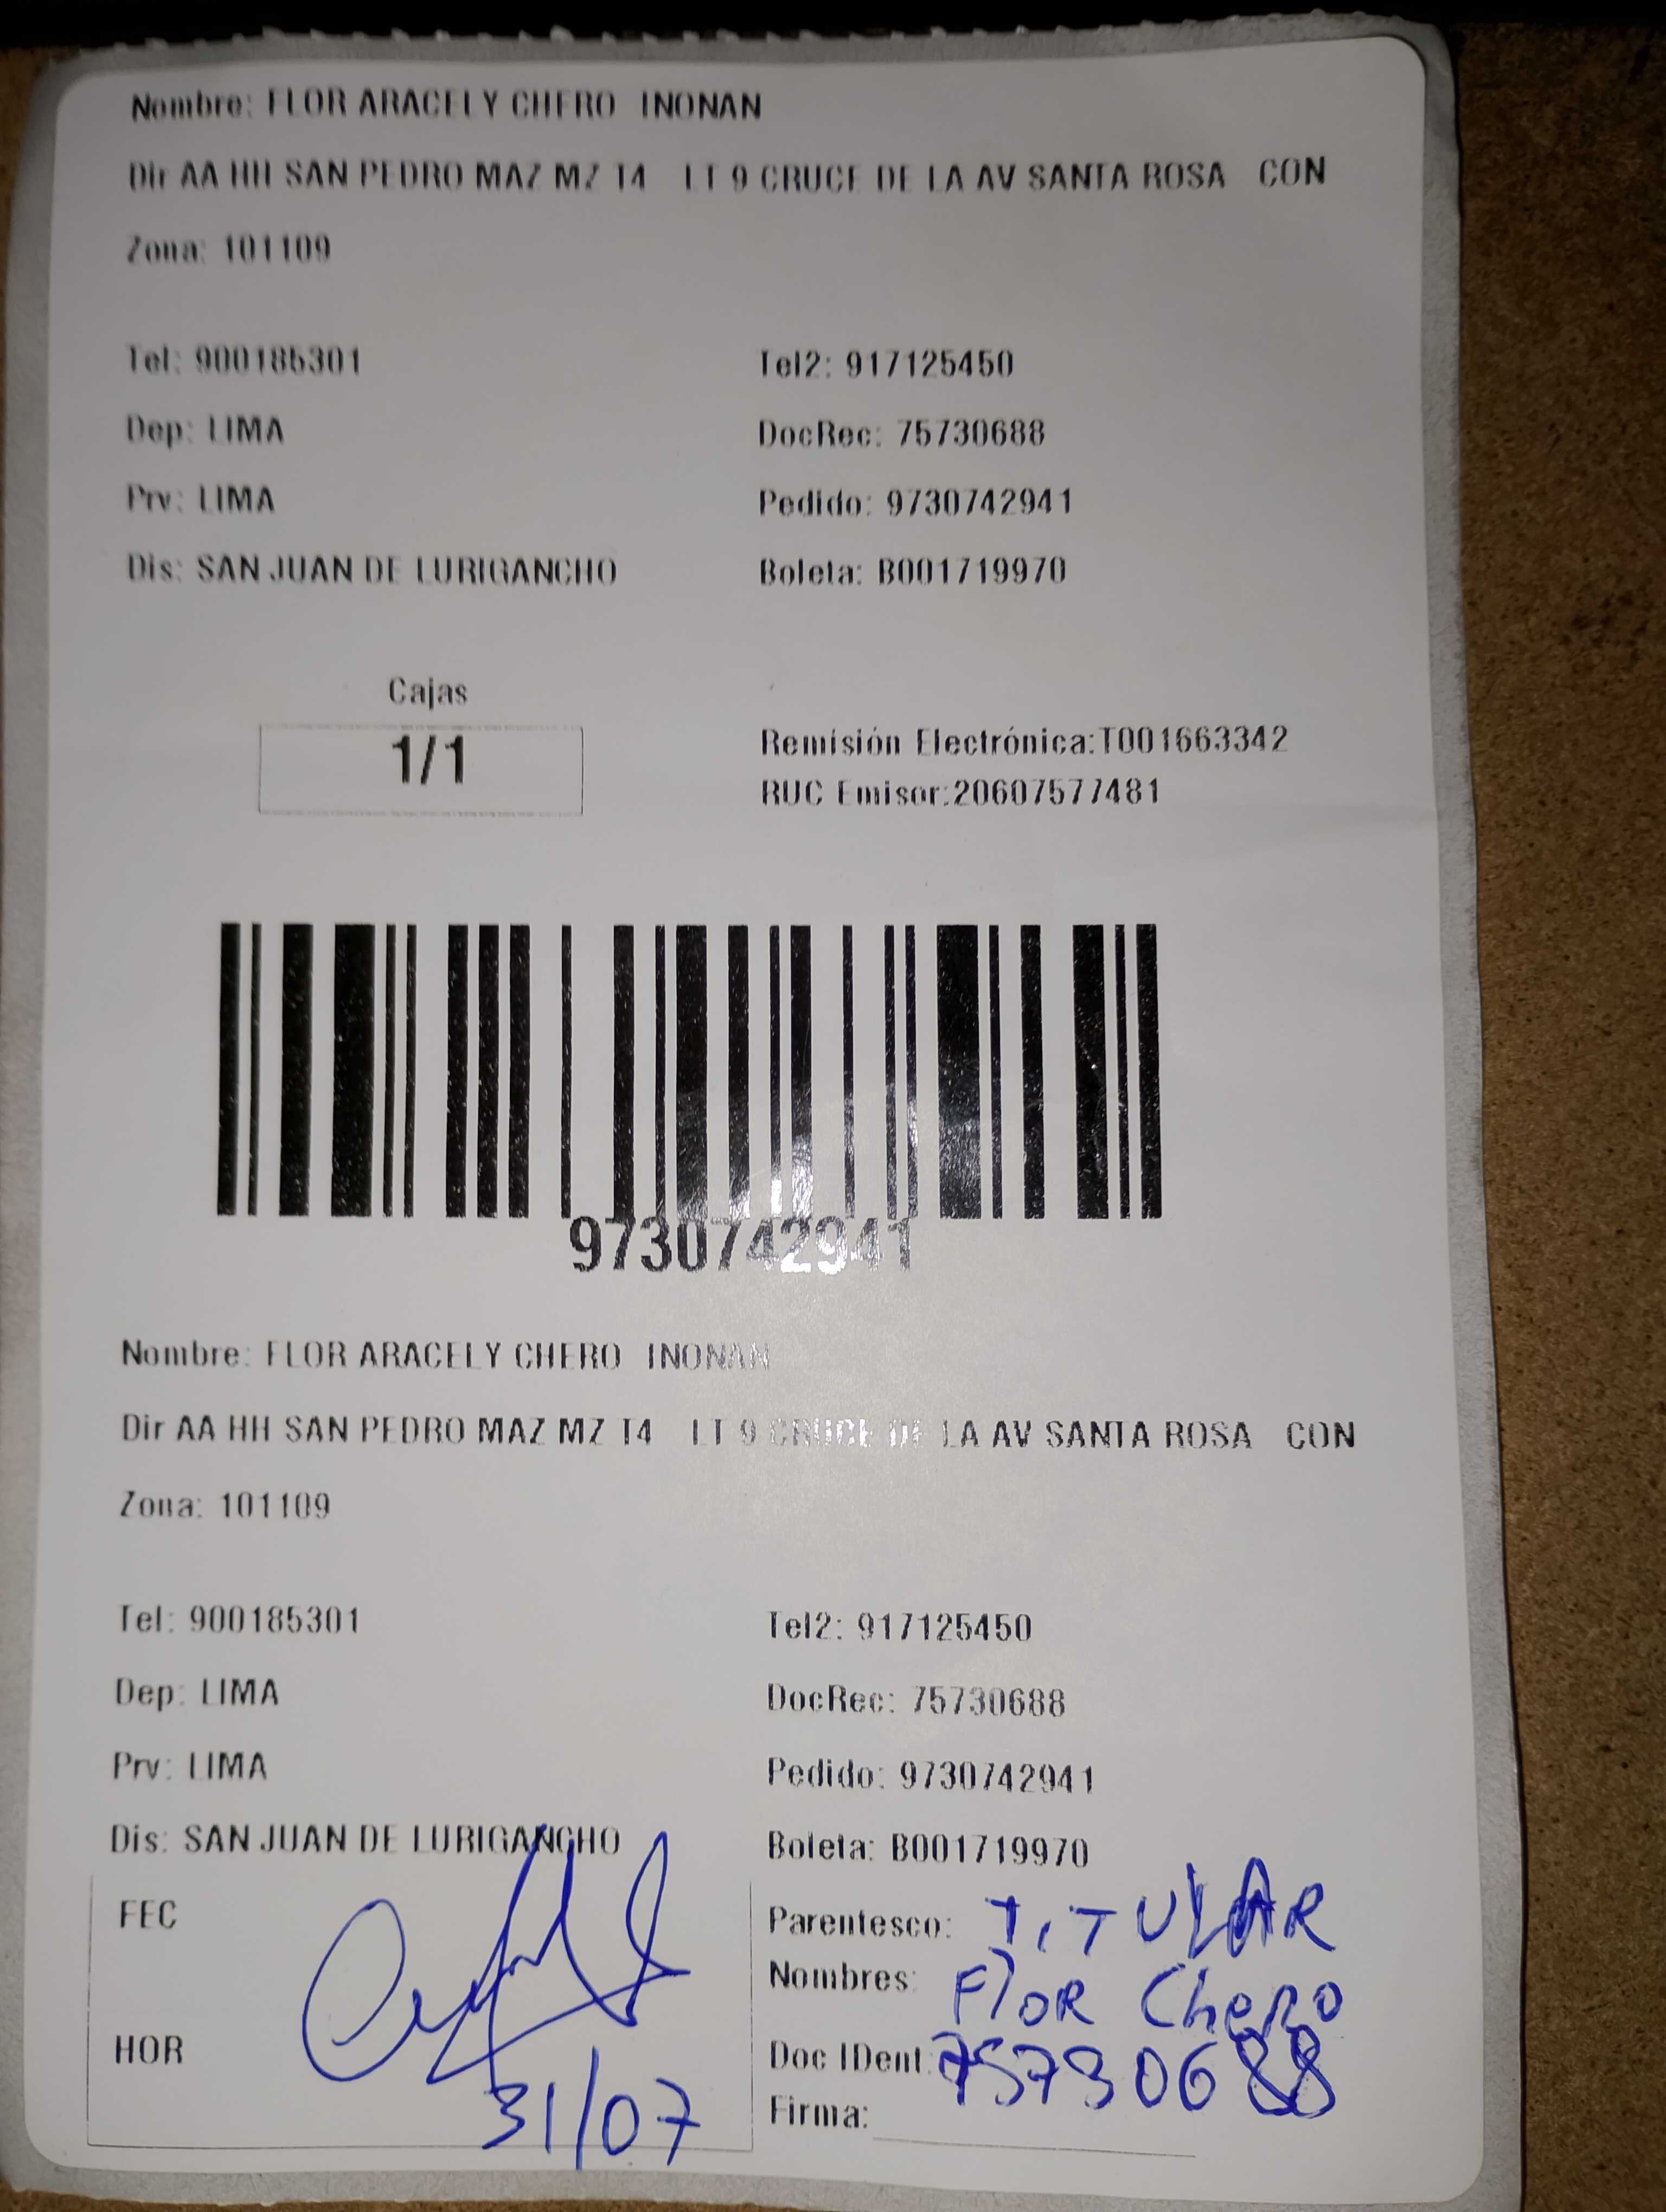 Nombre: FLOR ARACELY CHERO INONAN
Dir AA HH SAN PEDRO MAZ MZ T4 LT 9 CRUCE DE LA AV SANTA ROSA CON
Zona: 101109
Tel: 900185301 Tel2: 917125450
Dep: LIMA DocRec: 75730688
Prv: LIMA Pedido: 9730742941
Dis: SAN JUAN DE LURIGANCHO Boleta: B001719970
Cajas
1/1
Remisión Electrónica:T001663342
RUC Emisor:20607577481
9730742941
Nombre: FLOR ARACELY CHERO INONAN
Dir AA HH SAN PEDRO MAZ MZ T4 LT 9 CRUCE DE LA AV SANTA ROSA CON
Zona: 101109
Tel: 900185301 Tel2: 917125450
Dep: LIMA DocRec: 75730688
Prv: LIMA Pedido: 9730742941
Dis: SAN JUAN DE LURIGANCHO Boleta: B001719970
FEC Parentesco: TITULAR
Nombres: FlOR Chero
HOR Doc IDent: 75730688
31/07 Firma: